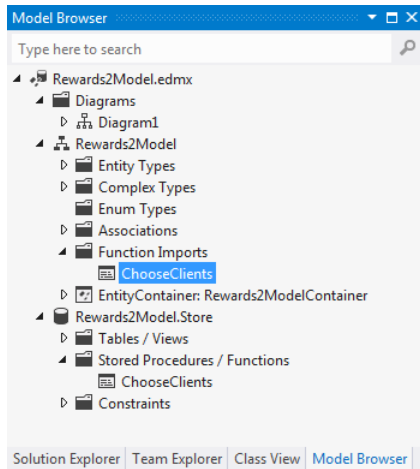 Model Browser
Type here to search
Rewards2Model.edmx
Diagrams
Diagram1
Rewards2Model
Entity Types
Complex Types
Enum Types
Associations
Function Imports
ChooseClients
EntityContainer: Rewards2ModelContainer
Rewards2Model.Store
Tables / Views
Stored Procedures / Functions
ChooseClients
Constraints
Solution Explorer Team Explorer Class View Model Browser